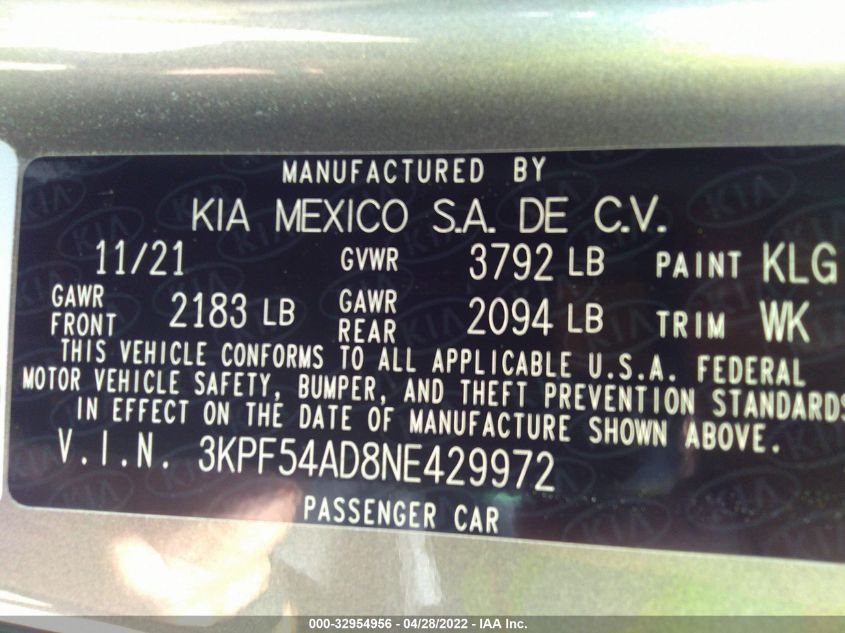 MANUFACTURED BY
KIA MEXICO S.A. DE C.V.
11/21 GVWR 3792 LB PAINT KLG
GAWR FRONT 2183 LB GAWR REAR 2094 LB TRIM WK
THIS VEHICLE CONFORMS TO ALL APPLICABLE U.S.A. FEDERAL
MOTOR VEHICLE SAFETY, BUMPER, AND THEFT PREVENTION STANDARDS
IN EFFECT ON THE DATE OF MANUFACTURE SHOWN ABOVE.
V.I.N. 3KPF54AD8NE429972
PASSENGER CAR
000-32954956 - 04/28/2022 - IAA Inc.